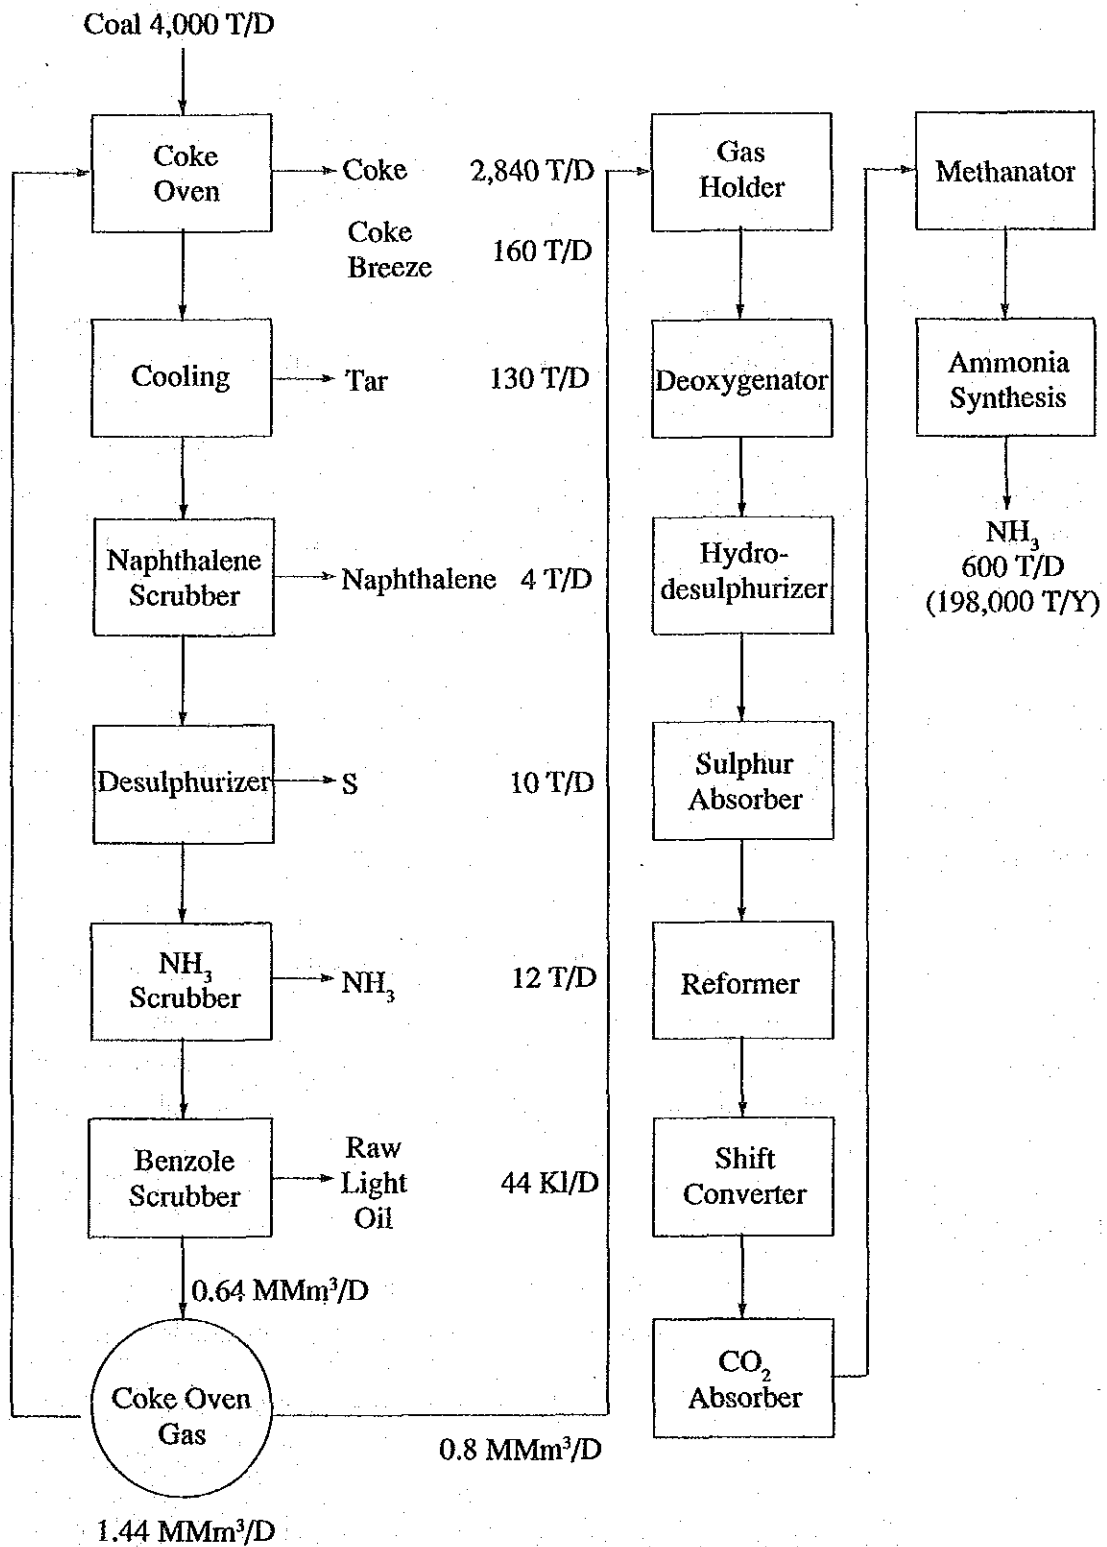 Coal 4,000 T/D
Coke
Oven
Coke 2,840 T/D
Coke
Breeze 160 T/D
Cooling
Tar 130 T/D
Naphthalene
Scrubber
Naphthalene 4 T/D
Desulphurizer
S 10 T/D
NH₃
Scrubber
NH₃ 12 T/D
Benzole
Scrubber
Raw
Light
Oil
44 Kl/D
0.64 MMm³/D
Coke Oven
Gas
0.8 MMm³/D
1.44 MMm³/D
Gas
Holder
Deoxygenator
Hydro-
desulphurizer
Sulphur
Absorber
Reformer
Shift
Converter
CO₂
Absorber
Methanator
Ammonia
Synthesis
NH₃
600 T/D
(198,000 T/Y)